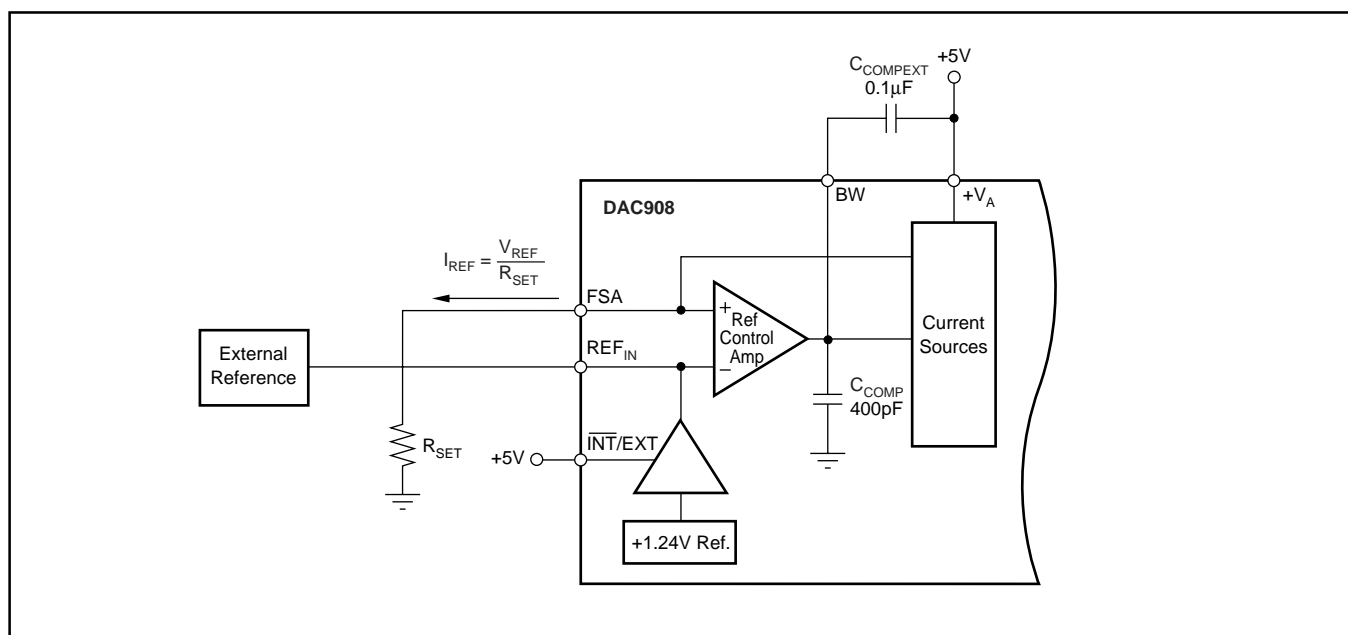 +5V
C_COMPEXT
0.1µF
BW
+V_A
DAC908
I_REF = V_REF / R_SET
FSA
+
Ref
Control
Amp
−
Current
Sources
External
Reference
REF_IN
C_COMP
400pF
R_SET
+5V
I̅N̅T̅/EXT
+1.24V Ref.